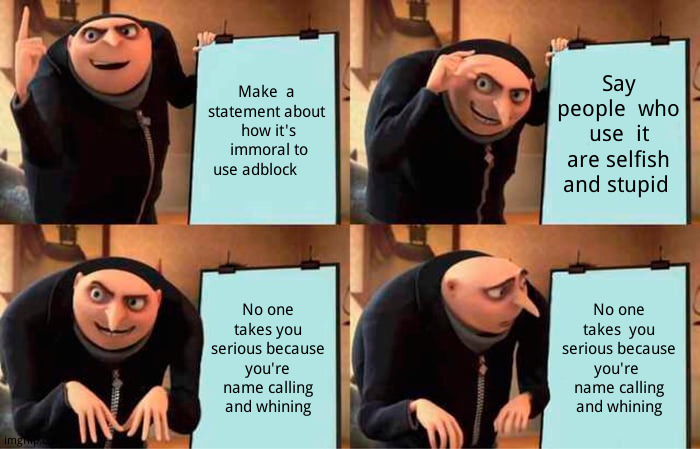 Make a
statement about
how it's
immoral to
use adblock
Say
people who
use it
are selfish
and stupid
No one
takes you
serious because
you're
name calling
and whining
No one
takes you
serious because
you're
name calling
and whining